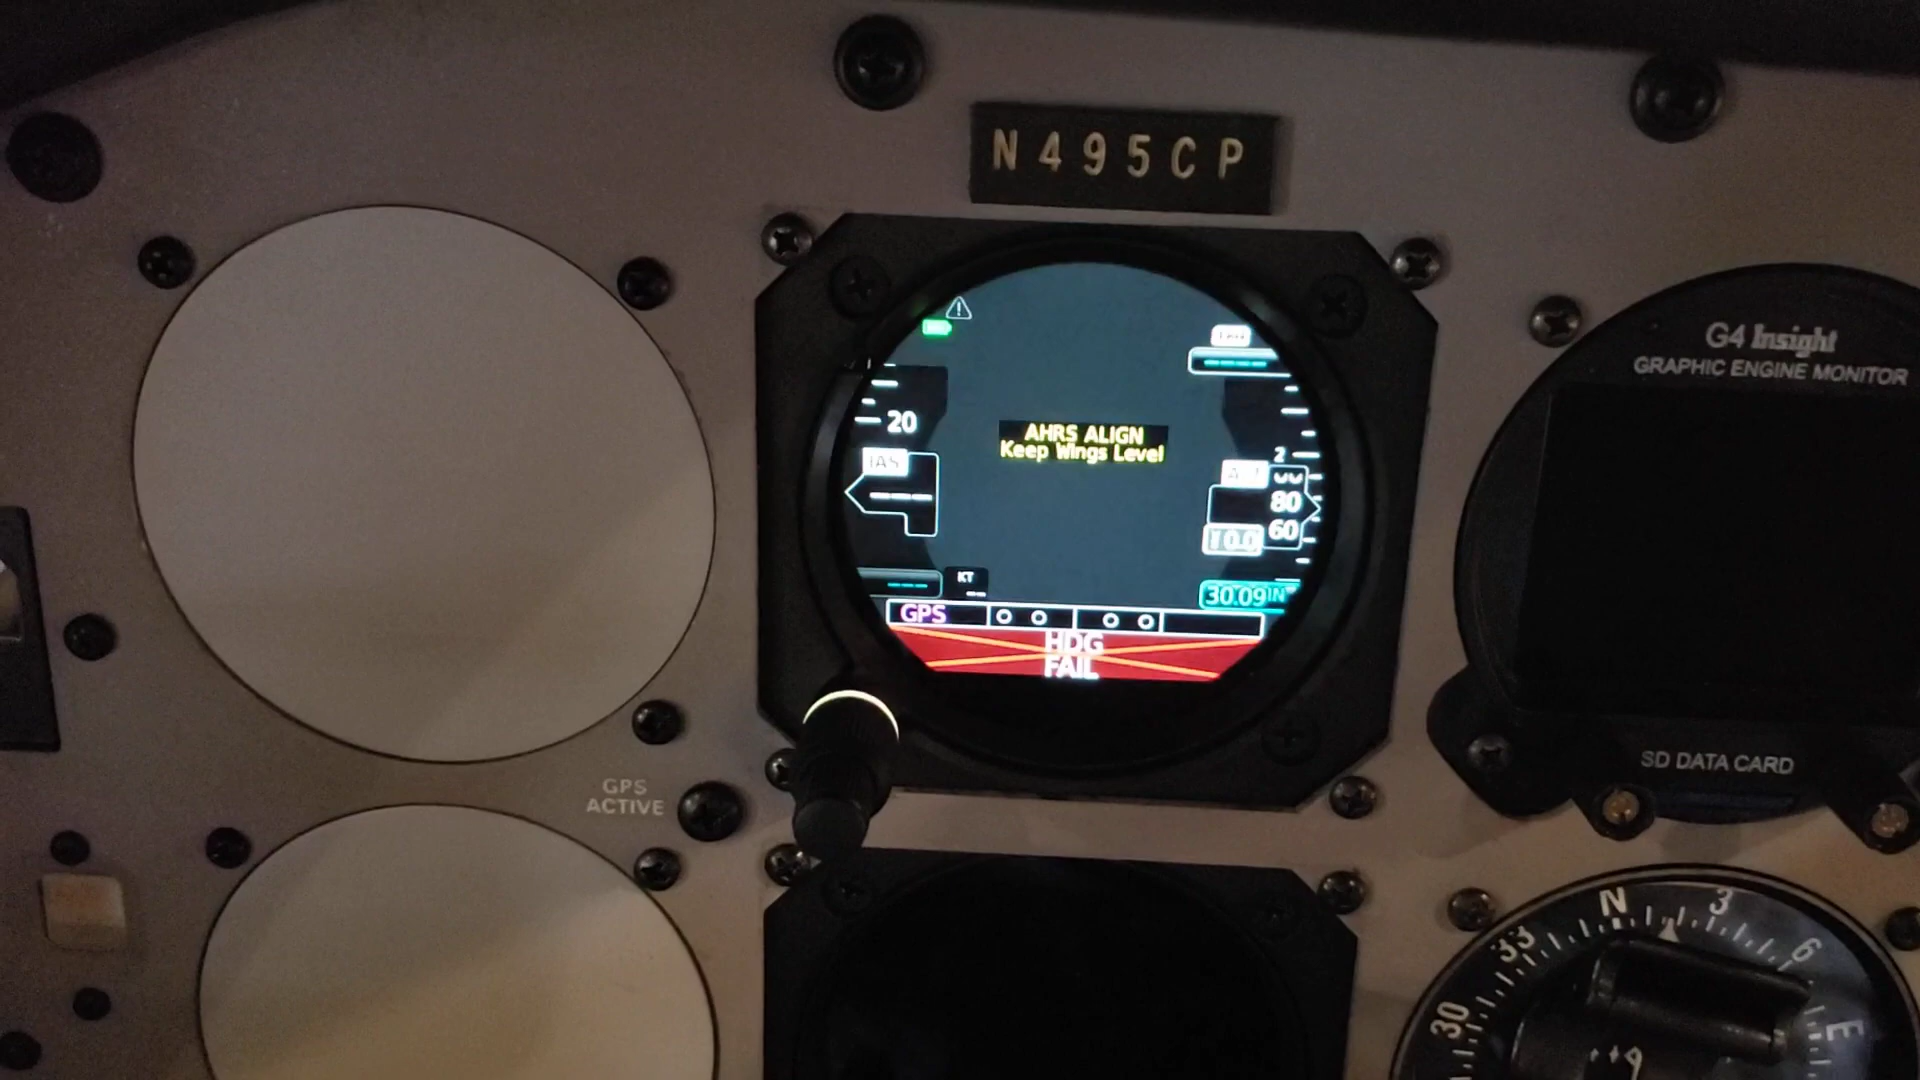 N495CP
20
IAS
AHRS ALIGN
Keep Wings Level
2
80
60
KT
30.09IN
GPS
HDG
FAIL
G4 Insight
GRAPHIC ENGINE MONITOR
SD DATA CARD
GPS
ACTIVE
N
3
33
6
30
E